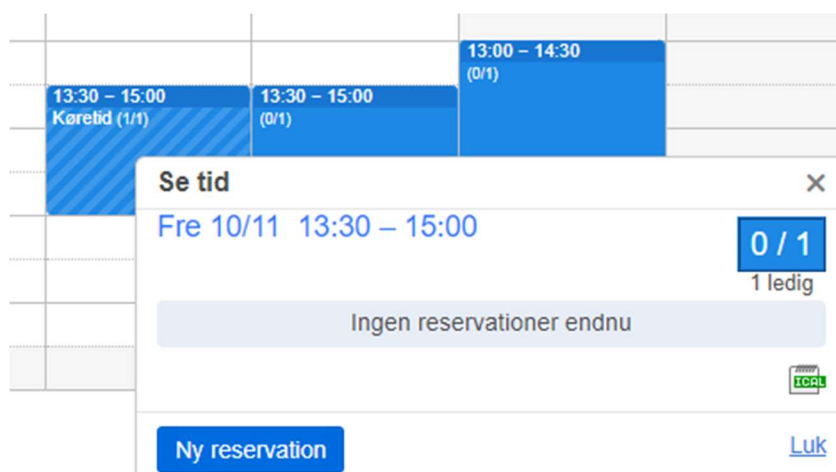 13:00 – 14:30
(0/1)
13:30 – 15:00
Køretid (1/1)
13:30 – 15:00
(0/1)
Se tid
×
Fre 10/11 13:30 – 15:00
0 / 1
1 ledig
Ingen reservationer endnu
ICAL
Ny reservation
Luk